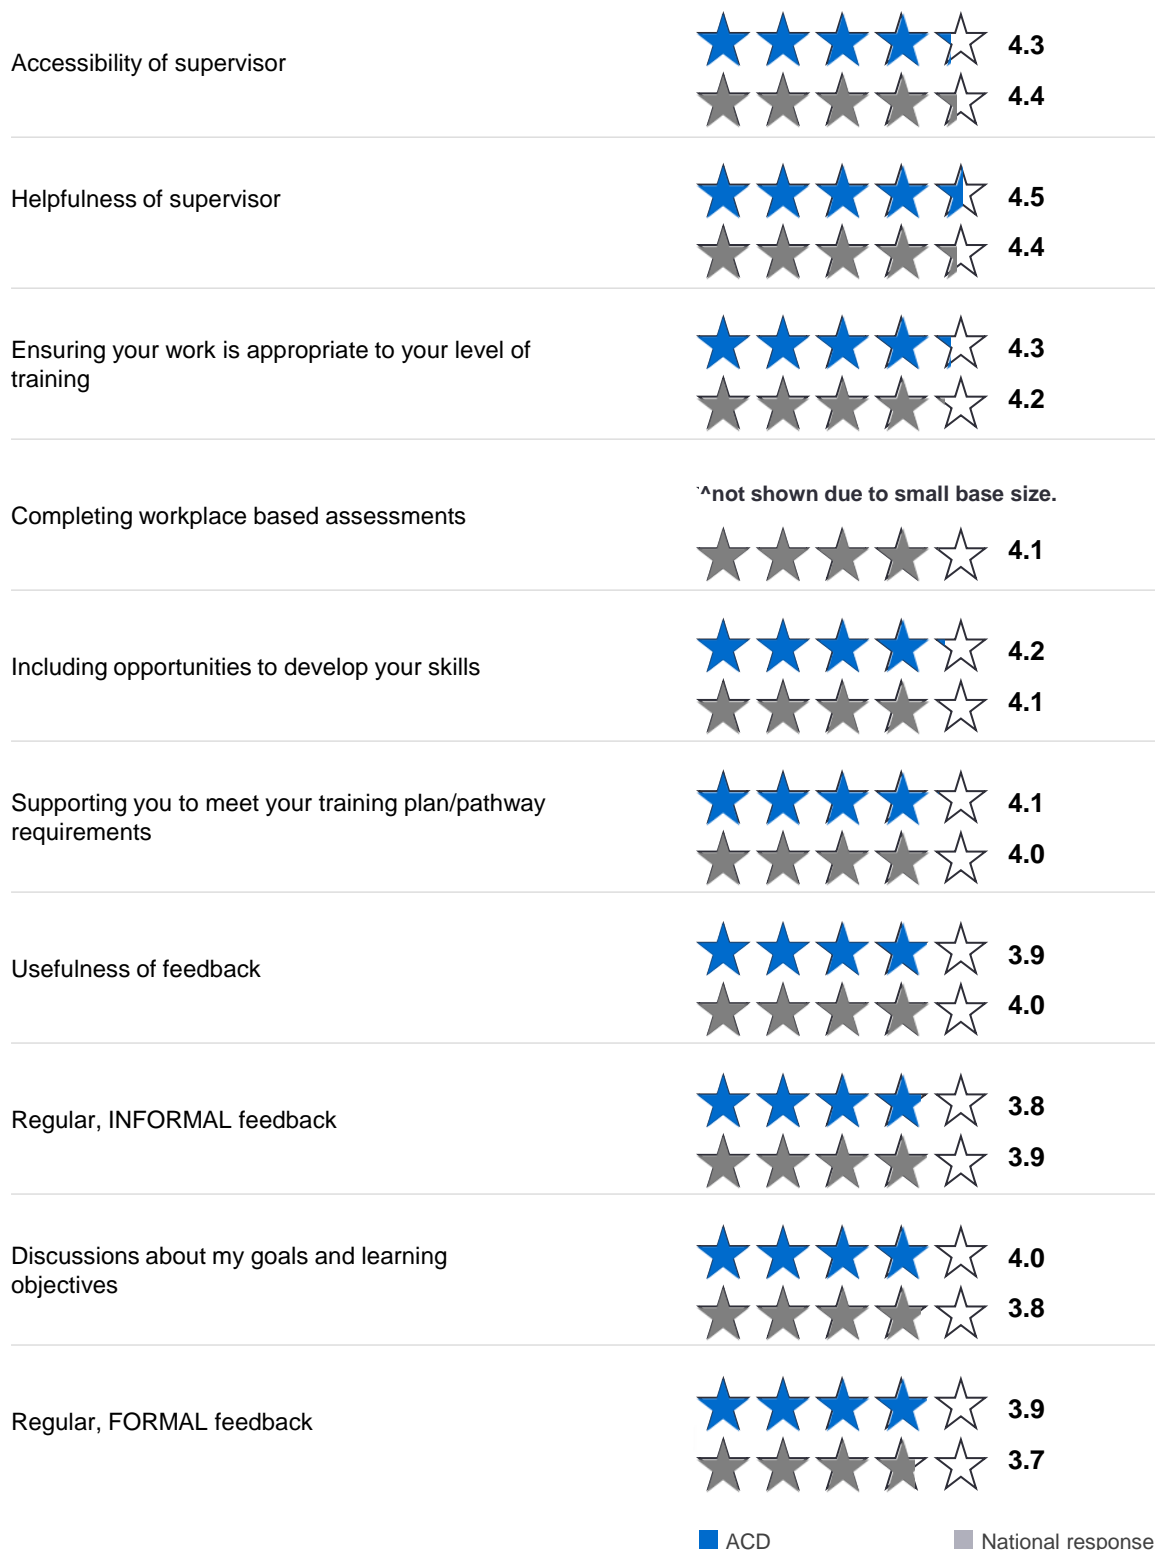 Accessibility of supervisor
4.3
4.4
Helpfulness of supervisor
4.5
4.4
Ensuring your work is appropriate to your level of
training
4.3
4.2
Completing workplace based assessments
^not shown due to small base size.
4.1
Including opportunities to develop your skills
4.2
4.1
Supporting you to meet your training plan/pathway
requirements
4.1
4.0
Usefulness of feedback
3.9
4.0
Regular, INFORMAL feedback
3.8
3.9
Discussions about my goals and learning
objectives
4.0
3.8
Regular, FORMAL feedback
3.9
3.7
ACD
National response